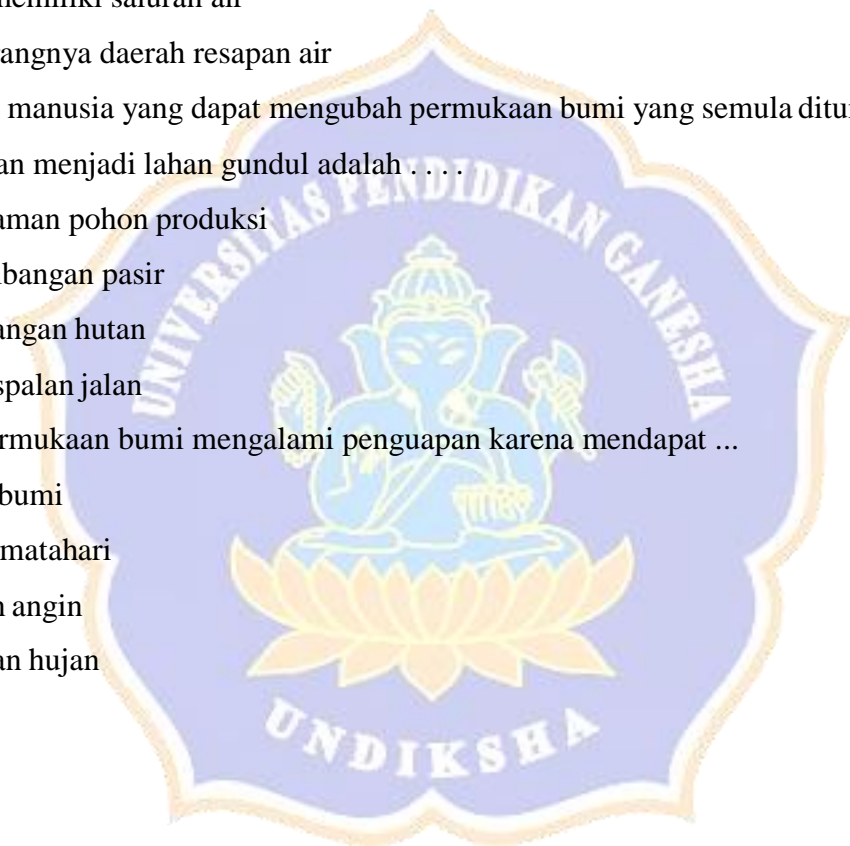 memiliki saluran air
angnya daerah resapan air
manusia yang dapat mengubah permukaan bumi yang semula ditu
an menjadi lahan gundul adalah . . . .
aman pohon produksi
nbangan pasir
angan hutan
spalan jalan
ermukaan bumi mengalami penguapan karena mendapat ...
bumi
matahari
n angin
an hujan
UNIVERSITAS PENDIDIKAN GANESHA
UNDIKSHA